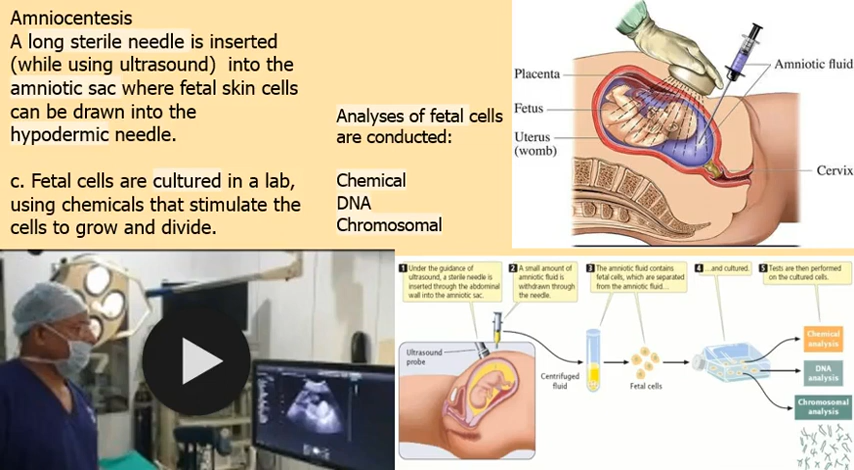 Amniocentesis
A long sterile needle is inserted
(while using ultrasound) into the
amniotic sac where fetal skin cells
can be drawn into the
hypodermic needle.
c. Fetal cells are cultured in a lab,
using chemicals that stimulate the
cells to grow and divide.
Analyses of fetal cells
are conducted:
Chemical
DNA
Chromosomal
Placenta
Fetus
Uterus
(womb)
Amniotic fluid
Cervix
1 Under the guidance of
ultrasound, a sterile needle is
inserted through the abdominal
wall into the amniotic sac.
2 A small amount of
amniotic fluid is
withdrawn through
the needle.
3 The amniotic fluid contains
fetal cells, which are separated
from the amniotic fluid…
4 …and cultured.
5 Tests are then performed
on the cultured cells.
Ultrasound
probe
Centrifuged
fluid
Fetal cells
Chemical
analysis
DNA
analysis
Chromosomal
analysis